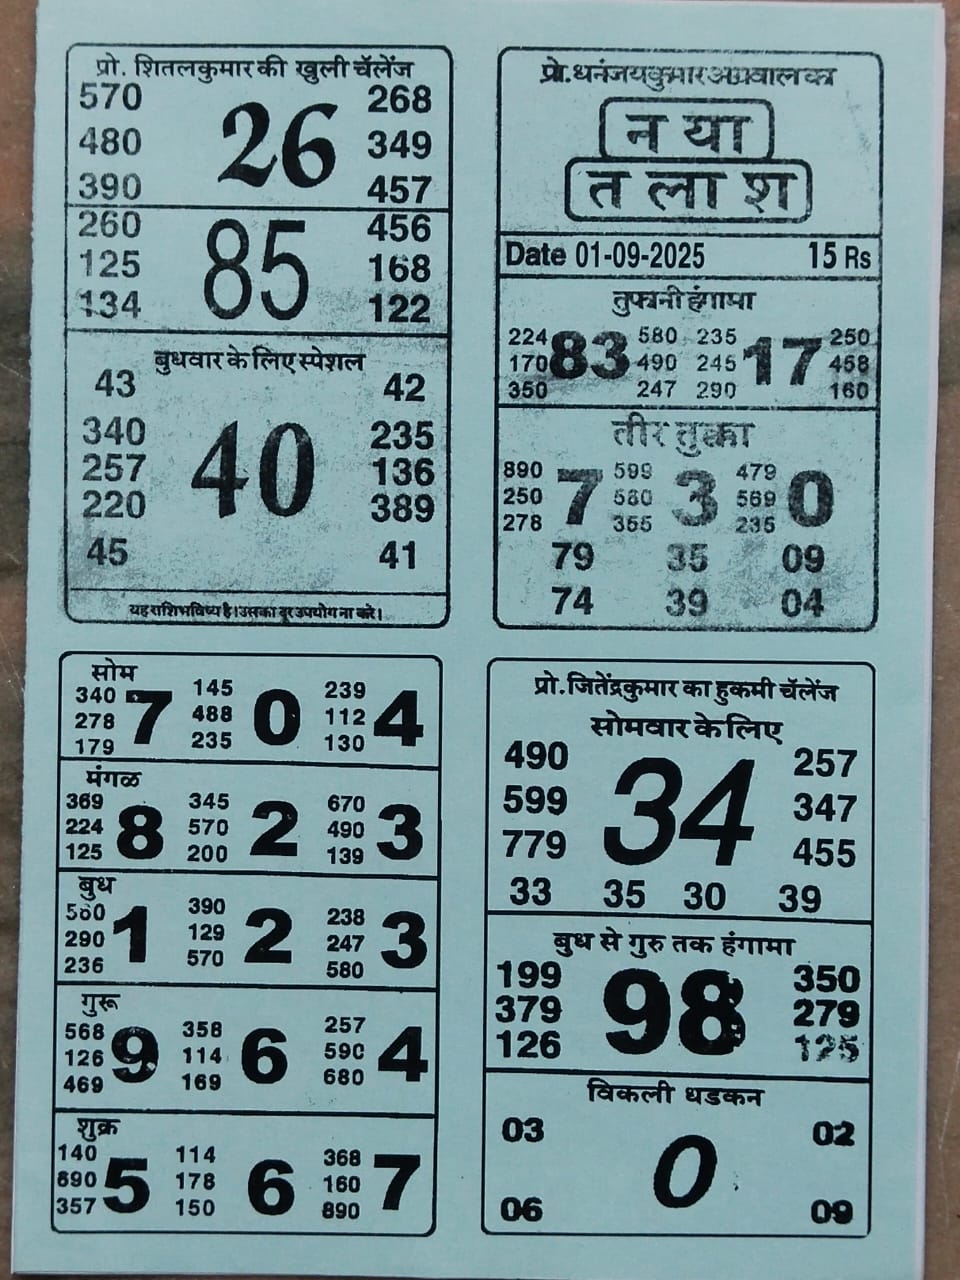 प्रो. शितलकुमार की खुली चॅलेंज
570 26 268
480 349
390 457
260 85 456
125 168
134 122
बुधवार के लिए स्पेशल
43 42
340 40 235
257 136
220 389
45 41
यह राशिभविष्य है। उसका दूर उपयोग ना करे।
प्रो. धनंजयकुमार अग्रवाल का
न या
त ला श
Date 01-09-2025 15 Rs
तुफानी हंगामा
224 83 580 235 17 250
170 490 245 458
350 247 290 160
तीर तुक्का
890 7 599 3 479 0
250 580 569
278 355 235
79 35 09
74 39 04
सोम
340 7 145 0 239 4
278 488 112
179 235 130
मंगळ
369 8 345 2 670 3
224 570 490
125 200 139
बुध
560 1 390 2 238 3
290 129 247
236 570 580
गुरू
568 9 358 6 257 4
126 114 590
469 169 680
शुक्र
140 5 114 6 368 7
690 178 160
357 150 890
प्रो. जितेंद्रकुमार का हुकमी चॅलेंज
सोमवार के लिए
490 34 257
599 347
779 455
33 35 30 39
बुध से गुरु तक हंगामा
199 98 350
379 279
126 125
विकली धडकन
03 0 02
06 09